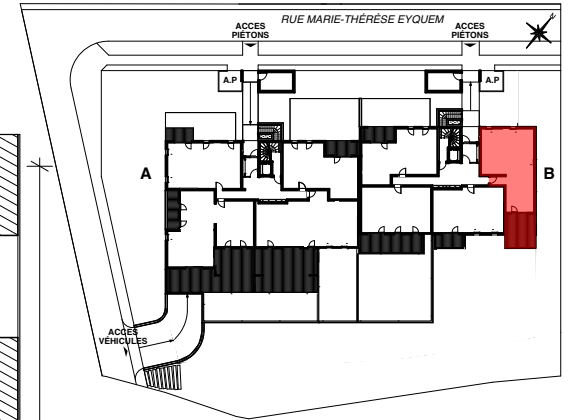 RUE MARIE-THÉRÈSE EYQUEM
ACCES
PIÉTONS
ACCES
PIÉTONS
A.P
A.P
A
B
ACCES
VÉHICULES